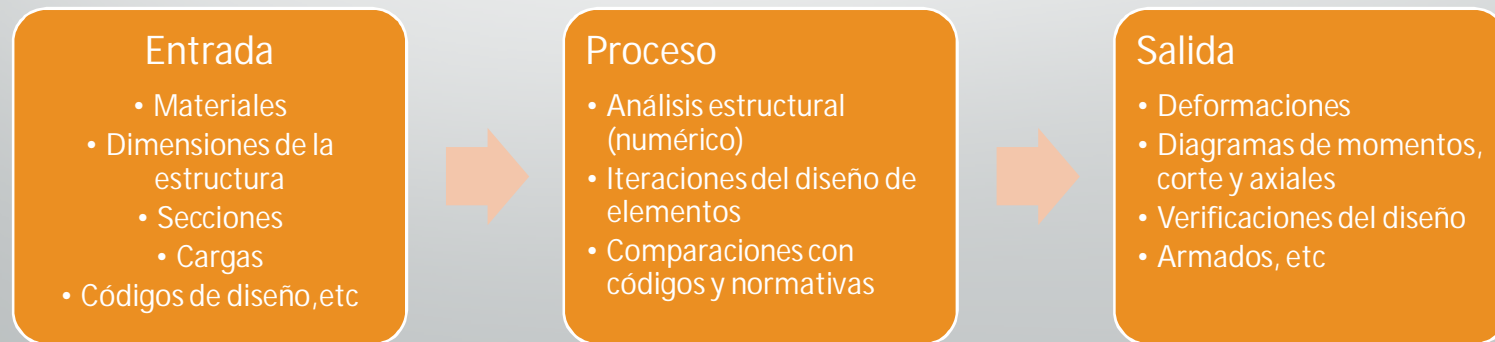 Entrada
• Materiales
• Dimensiones de la
estructura
• Secciones
• Cargas
• Códigos de diseño,etc
Proceso
• Análisis estructural
(numérico)
• Iteraciones del diseño de
elementos
• Comparaciones con
códigos y normativas
Salida
• Deformaciones
• Diagramas de momentos,
corte y axiales
• Verificaciones del diseño
• Armados, etc